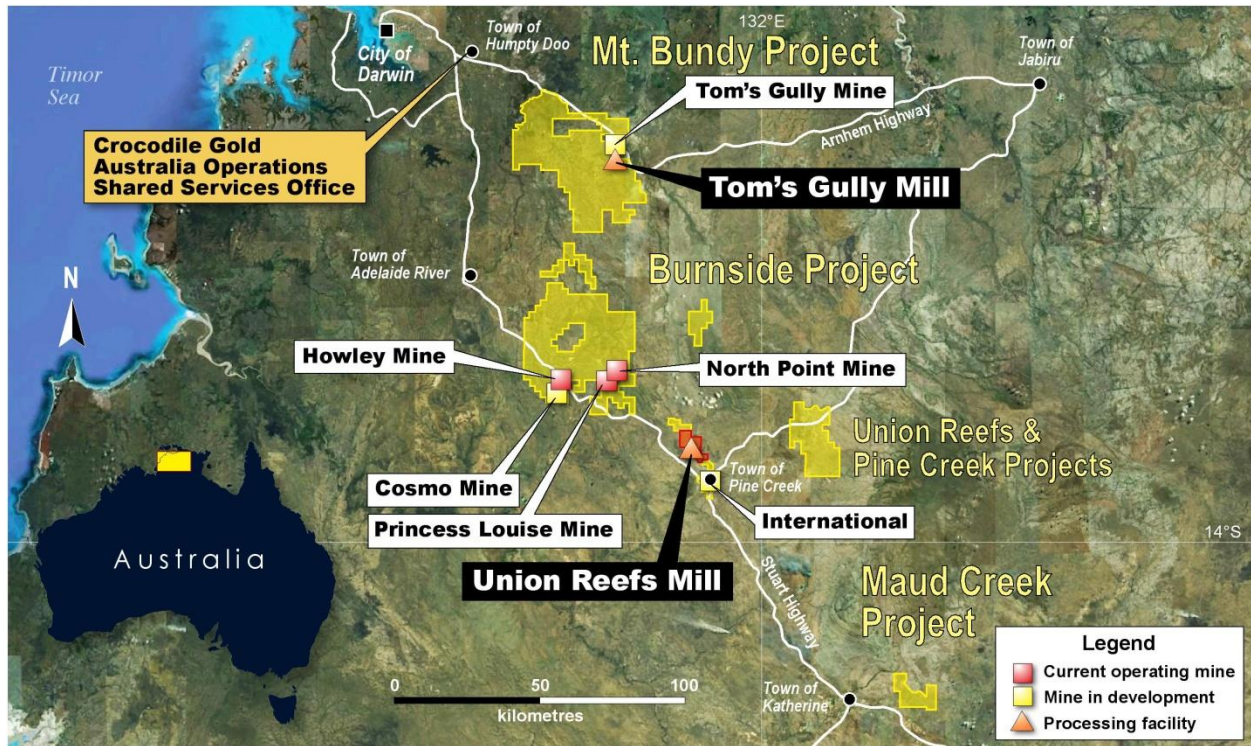 132°E
Timor
Sea
City of
Darwin
Town of
Humpty Doo
Mt. Bundy Project
Town of
Jabiru
Tom's Gully Mine
Arnhem Highway
Crocodile Gold
Australia Operations
Shared Services Office
Tom's Gully Mill
Town of
Adelaide River
Burnside Project
N
Howley Mine
North Point Mine
Union Reefs &
Pine Creek Projects
Cosmo Mine
Town of
Pine Creek
Princess Louise Mine
International
14°S
Australia
Union Reefs Mill
Stuart Highway
Maud Creek
Project
Legend
Current operating mine
Mine in development
Processing facility
0 50 100
kilometres
Town of
Katherine